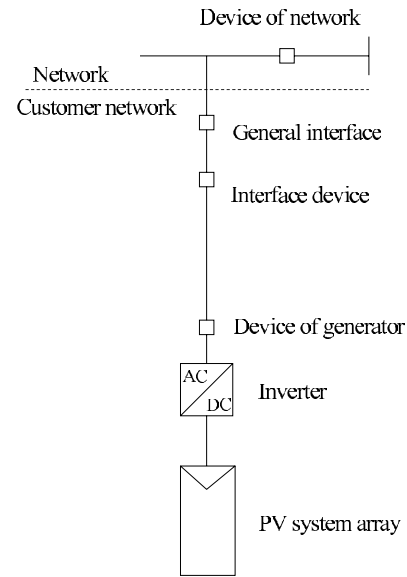 Device of network
Network
Customer network
General interface
Interface device
Device of generator
AC
DC
Inverter
PV system array